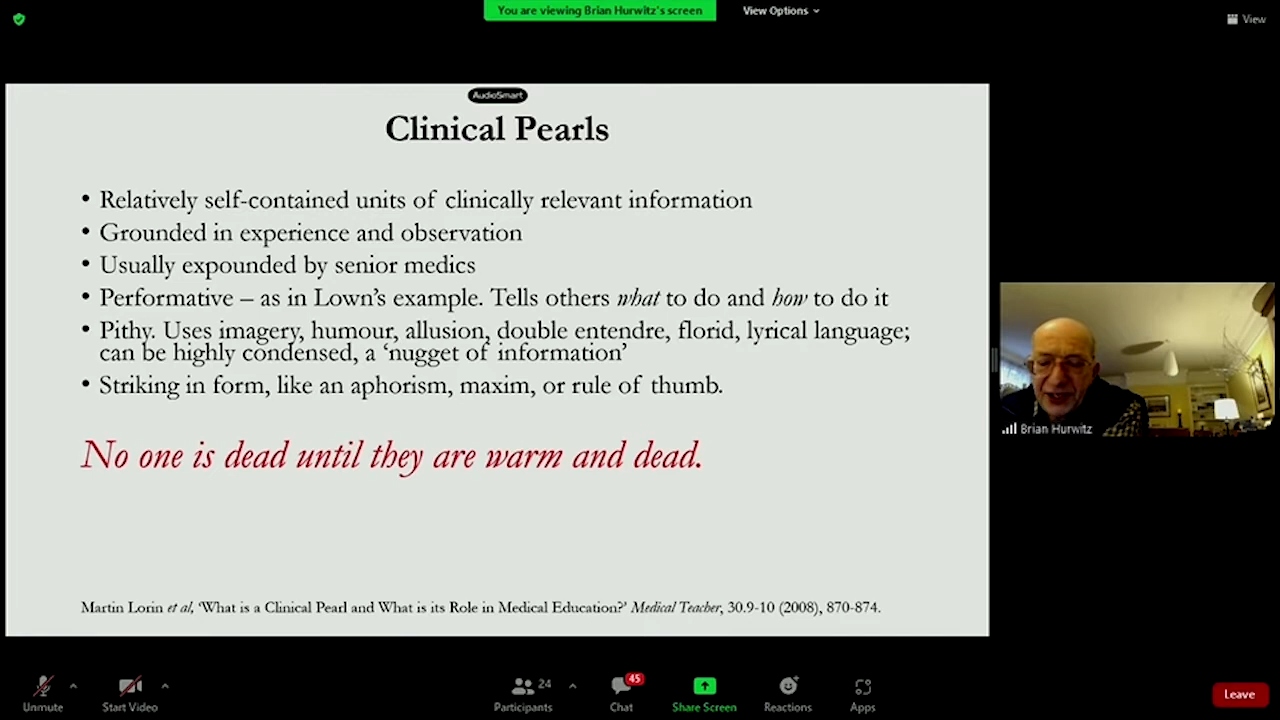 You are viewing Brian Hurwitz's screen
View Options
View
AudioSmart
Clinical Pearls
• Relatively self-contained units of clinically relevant information
• Grounded in experience and observation
• Usually expounded by senior medics
• Performative – as in Lown's example. Tells others what to do and how to do it
• Pithy. Uses imagery, humour, allusion, double entendre, florid, lyrical language;
can be highly condensed, a 'nugget of information'
• Striking in form, like an aphorism, maxim, or rule of thumb.
Brian Hurwitz
No one is dead until they are warm and dead.
Martin Lorin et al, 'What is a Clinical Pearl and What is its Role in Medical Education?' Medical Teacher, 30.9-10 (2008), 870-874.
24
45
Unmute
Start Video
Participants
Chat
Share Screen
Reactions
Apps
Leave